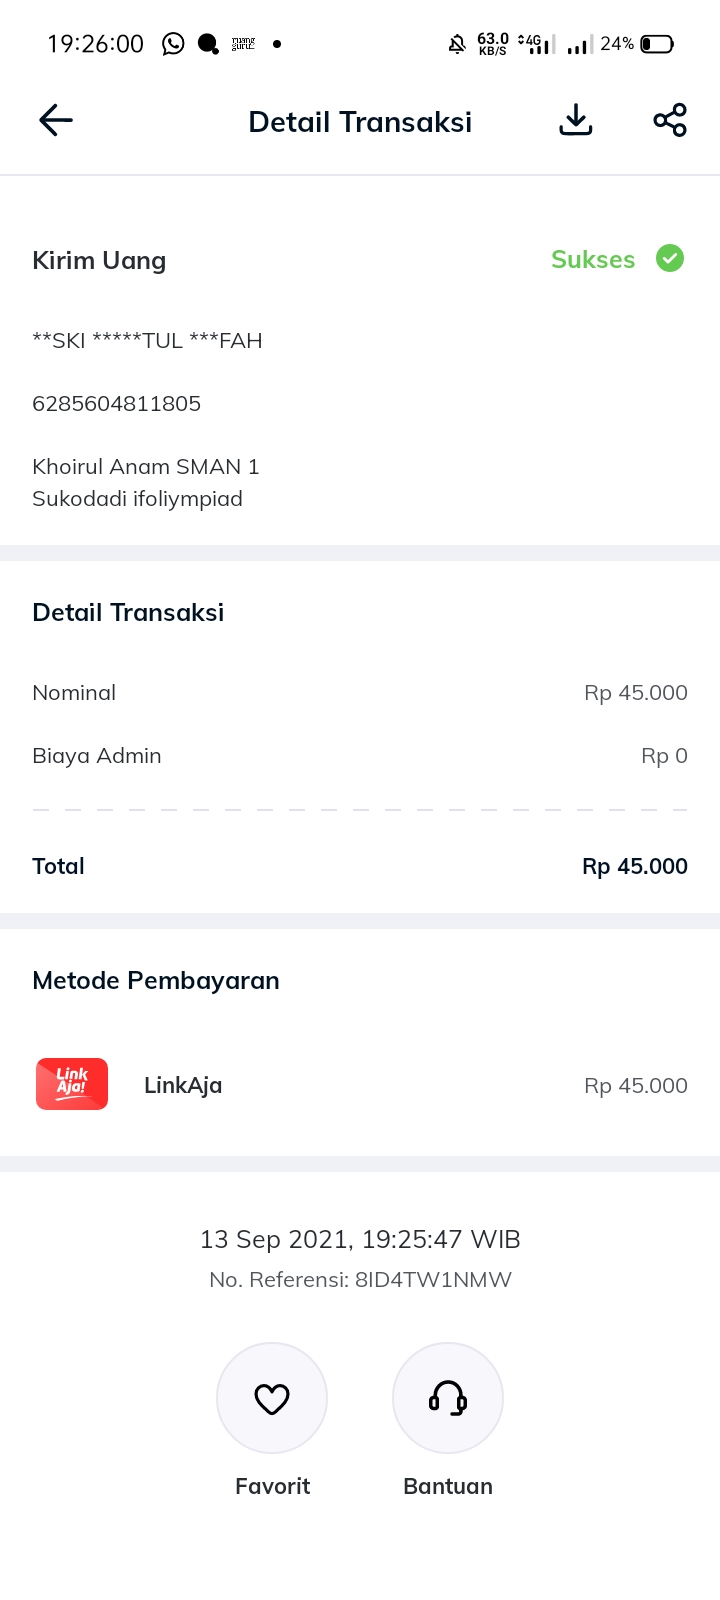 19:26:00
63.0 KB/S 4G 24%
Detail Transaksi
Kirim Uang Sukses
**SKI *****TUL ***FAH
6285604811805
Khoirul Anam SMAN 1
Sukodadi ifoliympiad
Detail Transaksi
Nominal Rp 45.000
Biaya Admin Rp 0
Total Rp 45.000
Metode Pembayaran
Link Aja! LinkAja Rp 45.000
13 Sep 2021, 19:25:47 WIB
No. Referensi: 8ID4TW1NMW
Favorit Bantuan